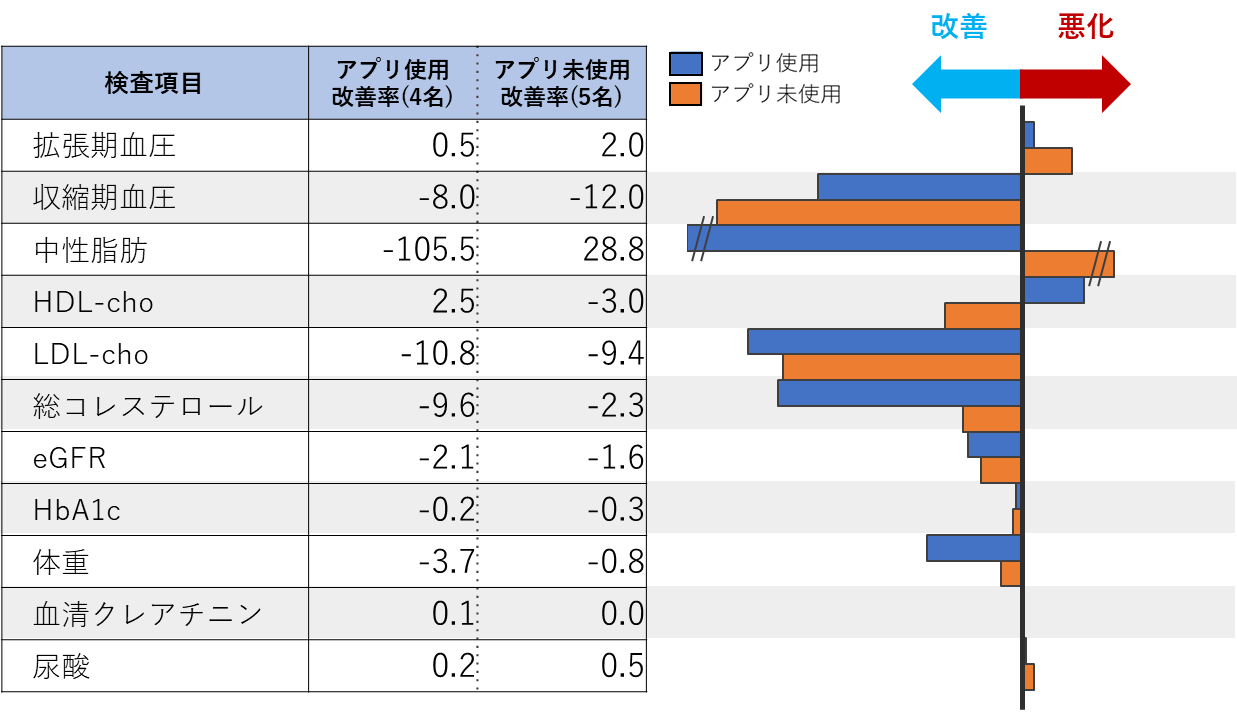 改善 悪化
検査項目 アプリ使用 アプリ未使用
改善率(4名) 改善率(5名)
アプリ使用
アプリ未使用
拡張期血圧 0.5 2.0
収縮期血圧 -8.0 -12.0
中性脂肪 -105.5 28.8
HDL-cho 2.5 -3.0
LDL-cho -10.8 -9.4
総コレステロール -9.6 -2.3
eGFR -2.1 -1.6
HbA1c -0.2 -0.3
体重 -3.7 -0.8
血清クレアチニン 0.1 0.0
尿酸 0.2 0.5